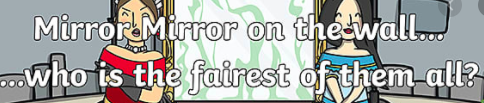 Mirror Mirror on the wall...
...who is the fairest of them all?